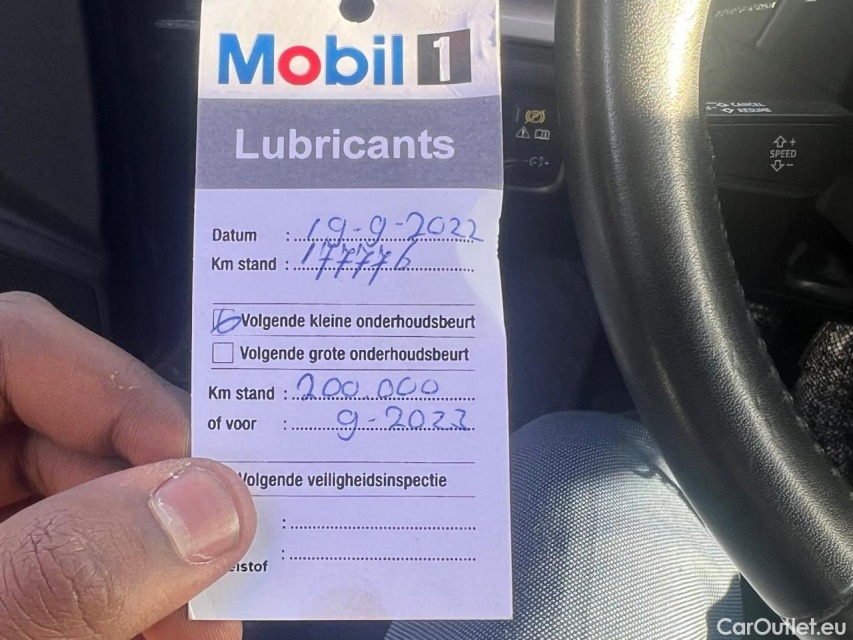 Mobil 1
Lubricants
Datum : 19-9-2022
Km stand : 177776
Volgende kleine onderhoudsbeurt
Volgende grote onderhoudsbeurt
Km stand : 200.000
of voor : 9-2023
Volgende veiligheidsinspectie
:
:
eistof
CANCEL
RESUME
+
SPEED
-
CarOutlet.eu